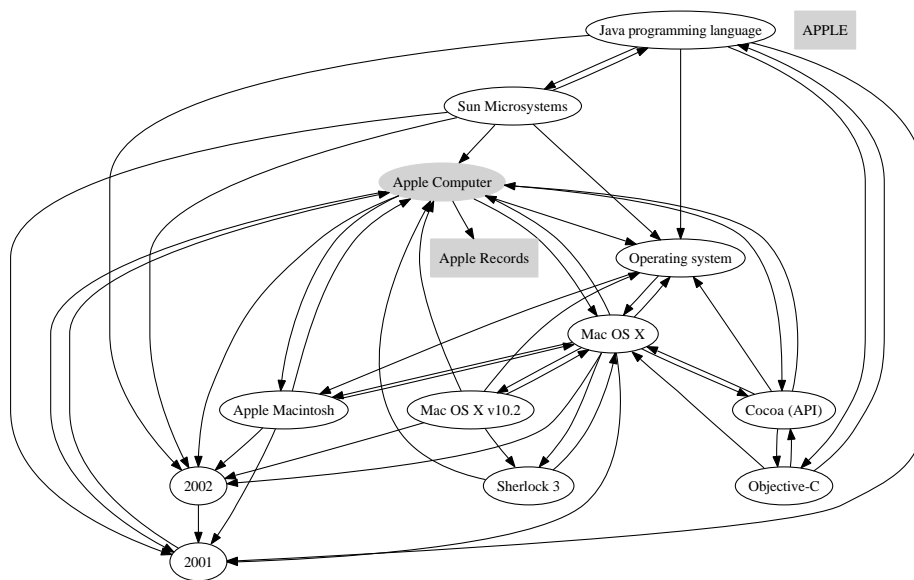 Java programming language
APPLE
Sun Microsystems
Apple Computer
Apple Records
Operating system
Mac OS X
Apple Macintosh
Mac OS X v10.2
Cocoa (API)
2002
Sherlock 3
Objective-C
2001